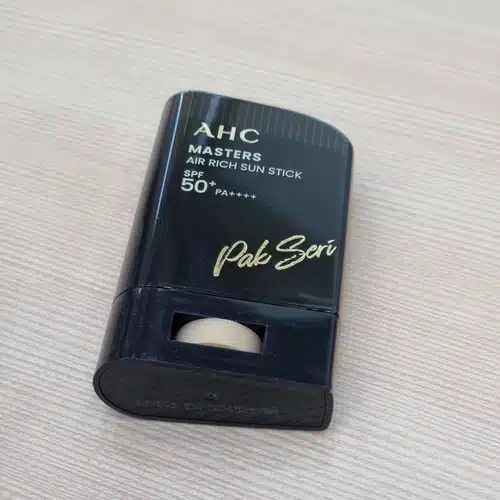 AHC
MASTERS
AIR RICH SUN STICK
SPF
50+ PA++++
Pak Seri